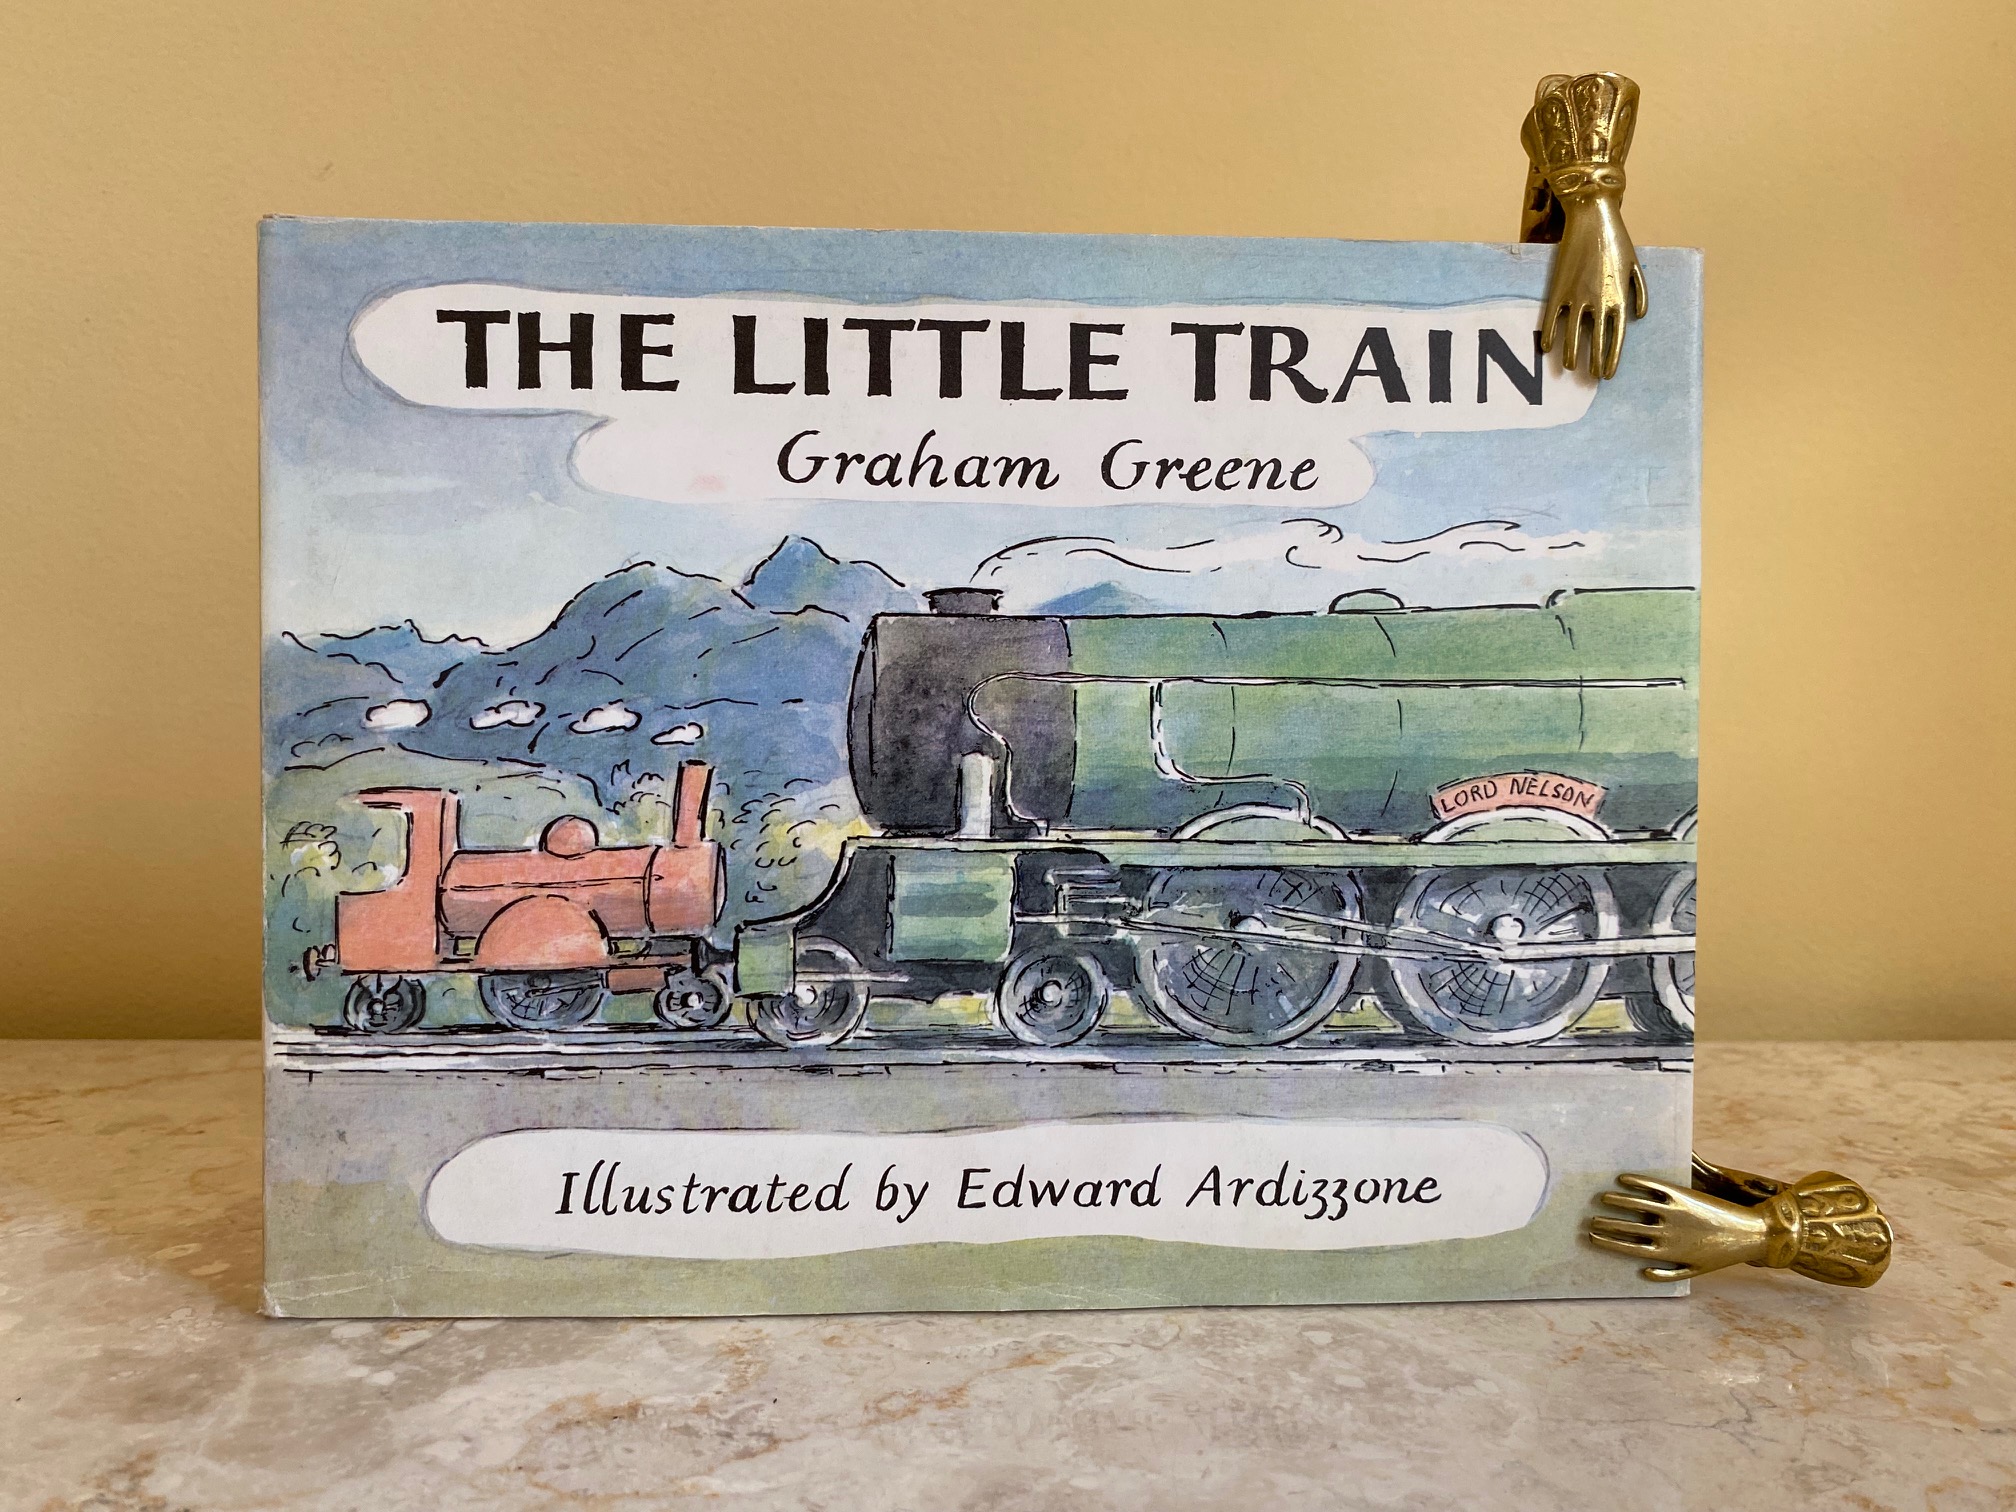 THE LITTLE TRAIN
Graham Greene
LORD NELSON
Illustrated by Edward Ardizzone